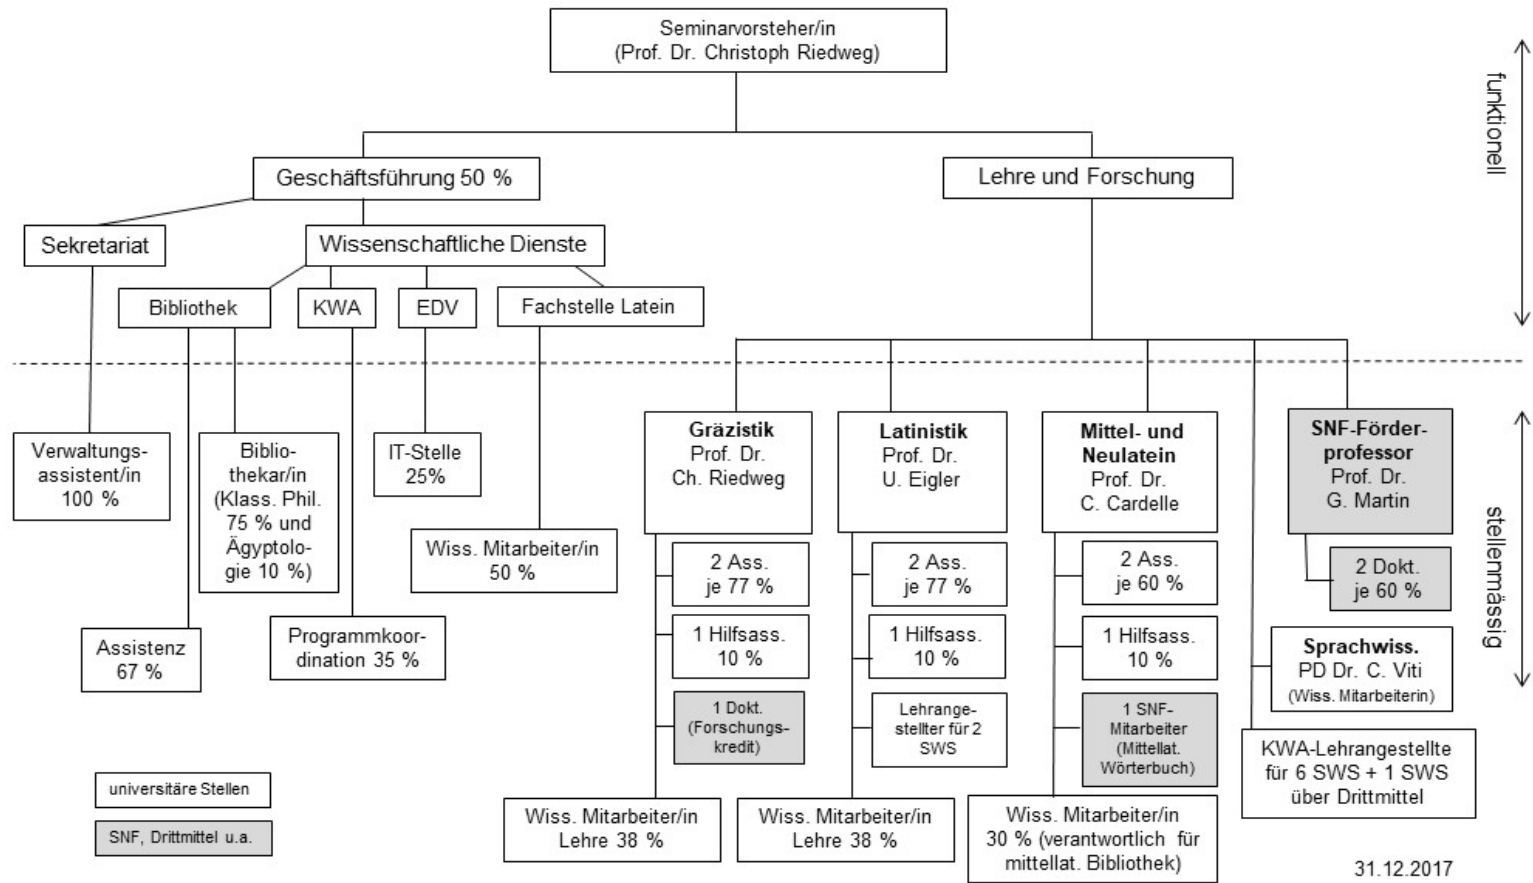 Seminarvorsteher/in
(Prof. Dr. Christoph Riedweg)
funktionell
Geschäftsführung 50 %
Lehre und Forschung
Sekretariat
Wissenschaftliche Dienste
Bibliothek
KWA
EDV
Fachstelle Latein
Verwaltungs-
assistent/in
100 %
Biblio-
thekar/in
(Klass. Phil.
75 % und
Ägyptolo-
gie 10 %)
IT-Stelle
25%
Wiss. Mitarbeiter/in
50 %
Assistenz
67 %
Programmkoor-
dination 35 %
Gräzistik
Prof. Dr.
Ch. Riedweg
2 Ass.
je 77 %
1 Hilfsass.
10 %
1 Dokt.
(Forschungs-
kredit)
Wiss. Mitarbeiter/in
Lehre 38 %
Latinistik
Prof. Dr.
U. Eigler
2 Ass.
je 77 %
1 Hilfsass.
10 %
Lehrange-
stellter für 2
SWS
Wiss. Mitarbeiter/in
Lehre 38 %
Mittel- und
Neulatein
Prof. Dr.
C. Cardelle
2 Ass.
je 60 %
1 Hilfsass.
10 %
1 SNF-
Mitarbeiter
(Mittellat.
Wörterbuch)
Wiss. Mitarbeiter/in
30 % (verantwortlich für
mittellat. Bibliothek)
SNF-Förder-
professor
Prof. Dr.
G. Martin
2 Dokt.
je 60 %
Sprachwiss.
PD Dr. C. Viti
(Wiss. Mitarbeiterin)
KWA-Lehrangestellte
für 6 SWS + 1 SWS
über Drittmittel
stellenmässig
universitäre Stellen
SNF, Drittmittel u.a.
31.12.2017